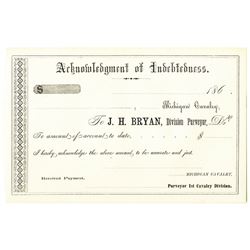 Acknowledgment of Indebtedness.
$ 186 .
Michigan Cavalry,
To J. H. BRYAN, Division Purveyor, Dr.
To amount of account to date, $
I hereby acknowledge the above amount, to be accurate and just.
Received Payment,
MICHIGAN CAVALRY.
Purveyor 1st Cavalry Division.